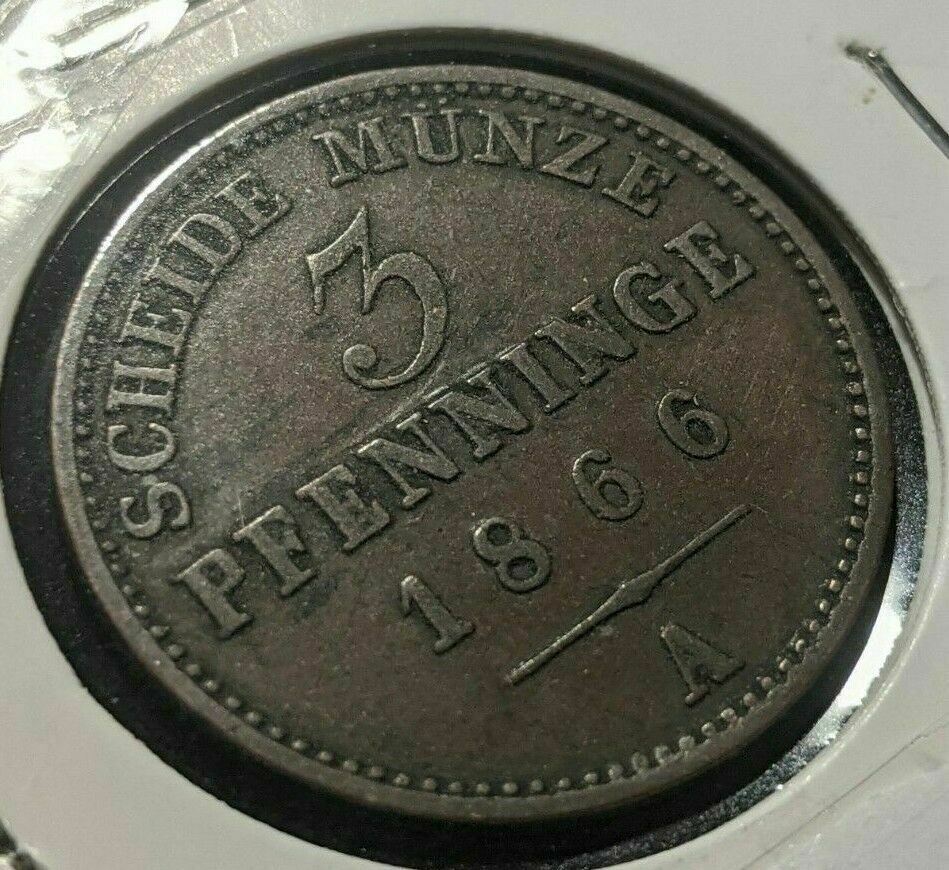 SCHEIDE MÜNZE
3
PFENNINGE
1866
A